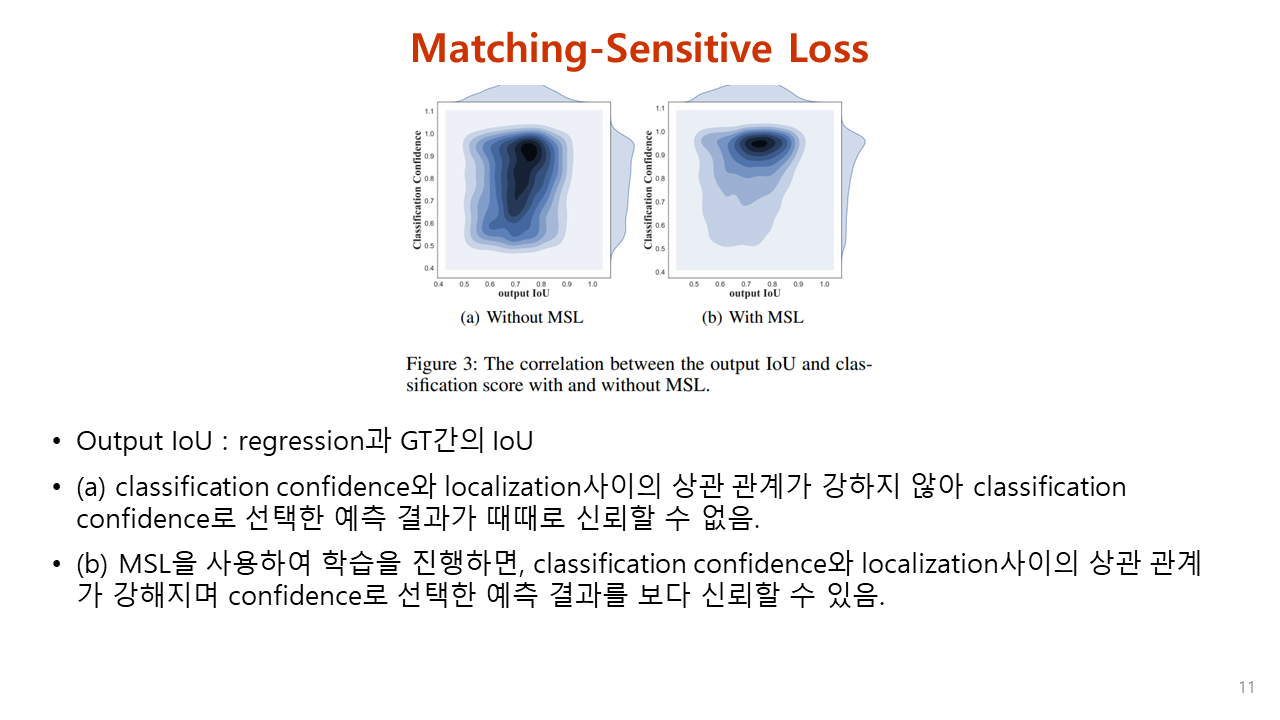 Matching-Sensitive Loss
1.1
1.0
0.9
0.8
0.7
0.6
0.5
0.4
Classification Confidence
0.4 0.5 0.6 0.7 0.8 0.9 1.0
output IoU
(a) Without MSL
1.1
1.0
0.9
0.8
0.7
0.6
0.5
0.4
Classification Confidence
0.5 0.6 0.7 0.8 0.9 1.0
output IoU
(b) With MSL
Figure 3: The correlation between the output IoU and clas-
sification score with and without MSL.
• Output IoU : regression과 GT간의 IoU
• (a) classification confidence와 localization사이의 상관 관계가 강하지 않아 classification
confidence로 선택한 예측 결과가 때때로 신뢰할 수 없음.
• (b) MSL을 사용하여 학습을 진행하면, classification confidence와 localization사이의 상관 관계
가 강해지며 confidence로 선택한 예측 결과를 보다 신뢰할 수 있음.
11